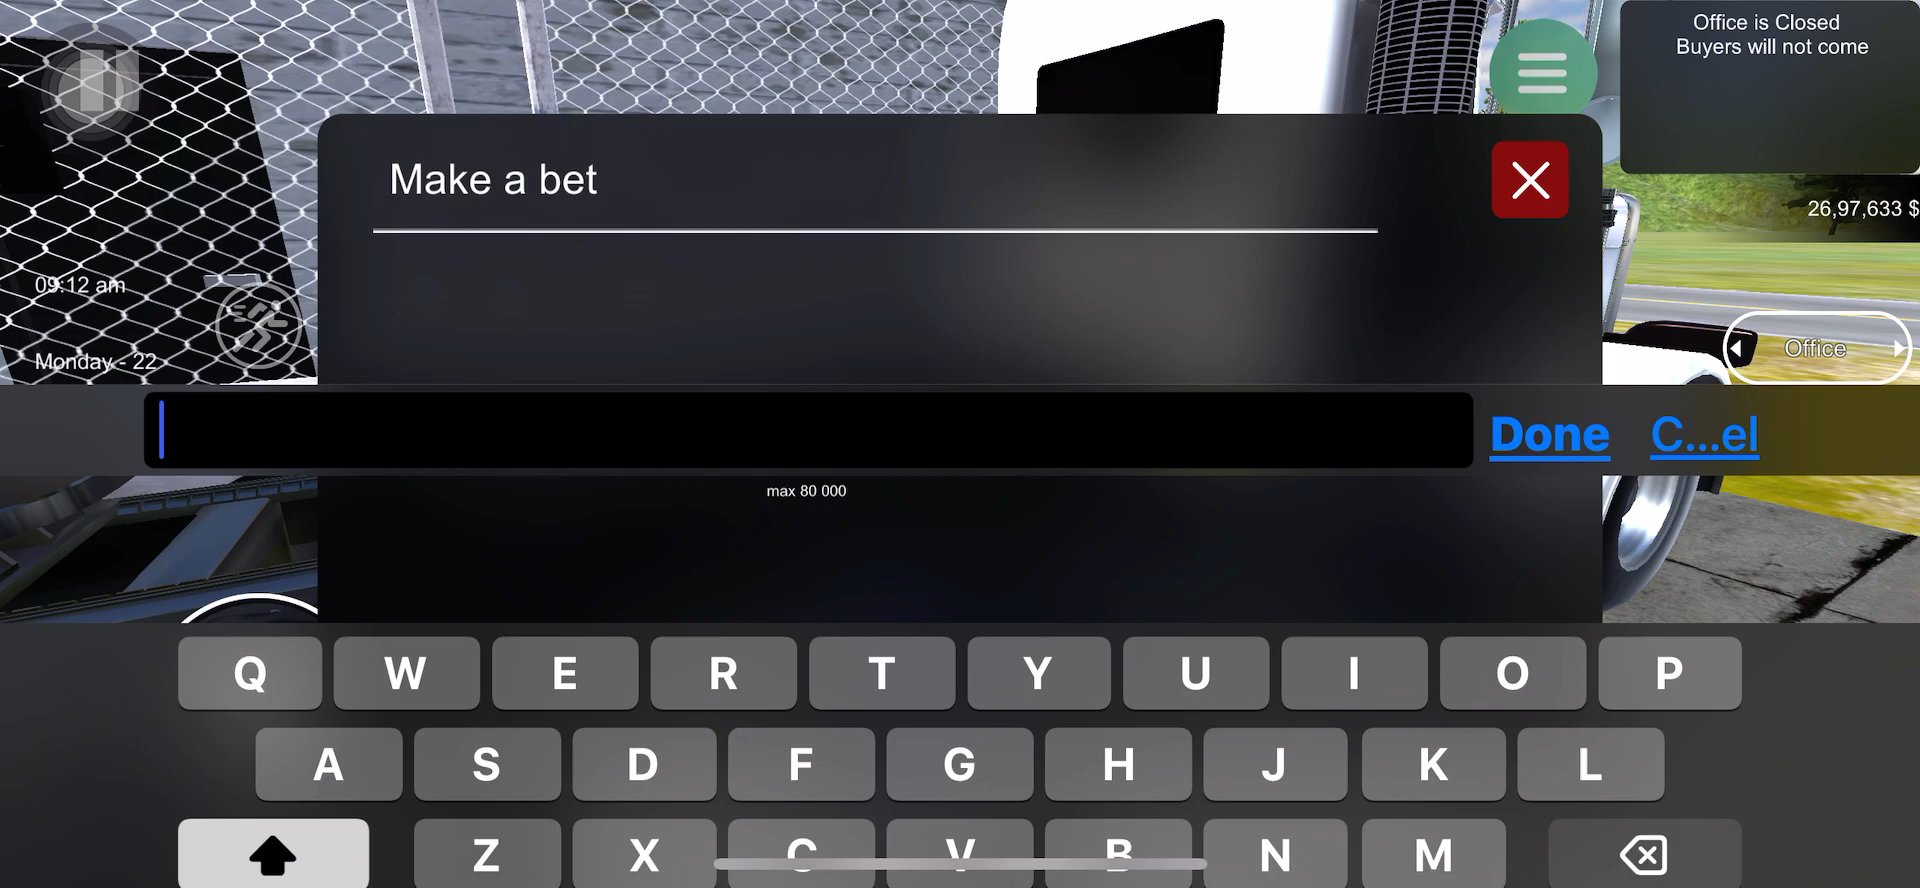 Office is Closed
Buyers will not come
Make a bet
26,97,633 $
09:12 am
Office
Monday - 22
Done C...el
max 80 000
Q W E R T Y U I O P
A S D F G H J K L
Z X C V B N M